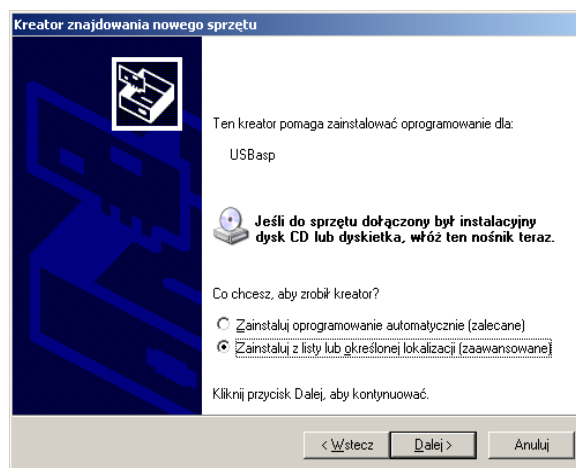 Kreator znajdowania nowego sprzętu
Ten kreator pomaga zainstalować oprogramowanie dla:
USBasp
Jeśli do sprzętu dołączony był instalacyjny
dysk CD lub dyskietka, włóż ten nośnik teraz.
Co chcesz, aby zrobił kreator?
Zainstaluj oprogramowanie automatycznie (zalecane)
Zainstaluj z listy lub określonej lokalizacji (zaawansowane)
Kliknij przycisk Dalej, aby kontynuować.
< Wstecz Dalej > Anuluj